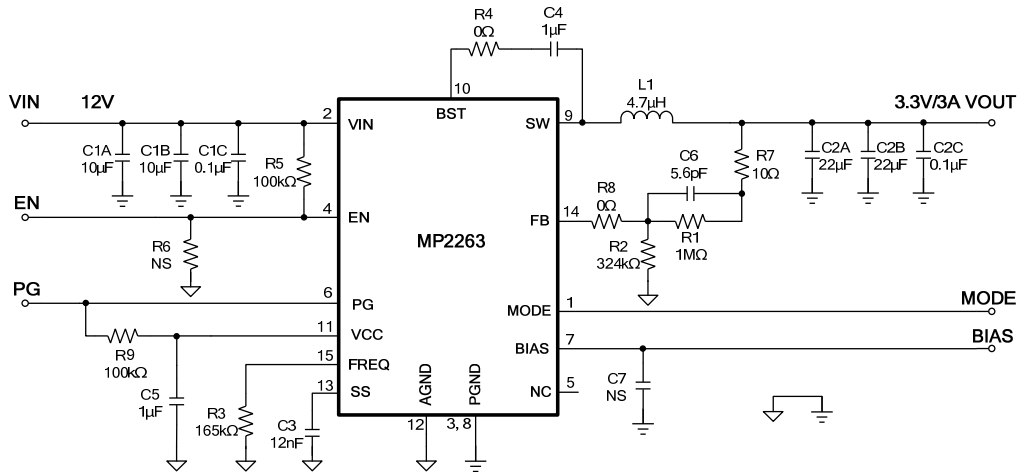 R4
0Ω
C4
1µF
10
BST
VIN
12V
2
VIN
C1A
10µF
C1B
10µF
C1C
0.1µF
R5
100kΩ
EN
4
EN
R6
NS
PG
6
PG
11
VCC
R9
100kΩ
15
FREQ
13
SS
C5
1µF
R3
165kΩ
C3
12nF
MP2263
AGND
12
PGND
3, 8
SW
9
L1
4.7µH
3.3V/3A VOUT
C6
5.6pF
R7
10Ω
C2A
22µF
C2B
22µF
C2C
0.1µF
FB
14
R8
0Ω
R2
324kΩ
R1
1MΩ
MODE
1
MODE
BIAS
7
BIAS
NC
5
C7
NS